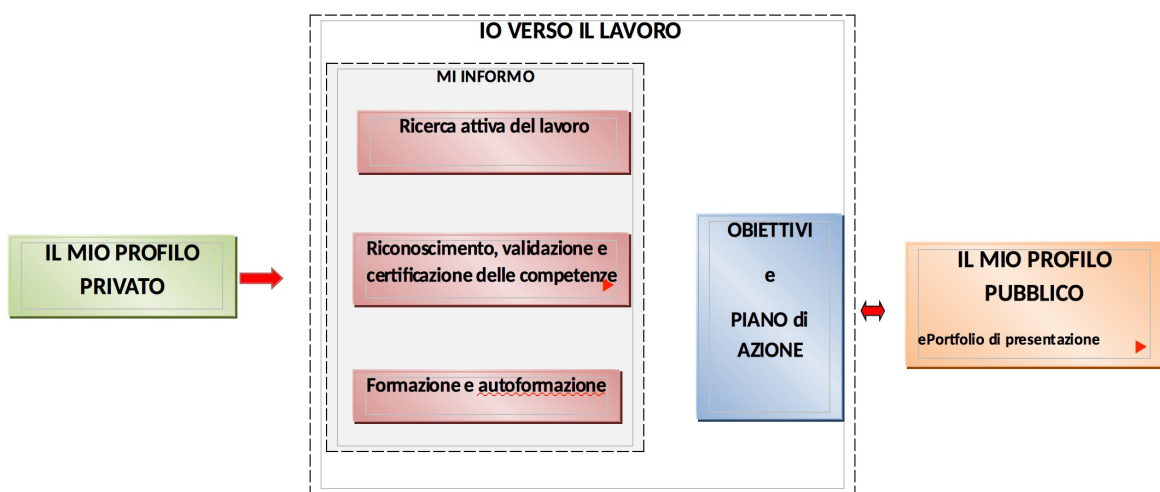 IO VERSO IL LAVORO
MI INFORMO
Ricerca attiva del lavoro
Riconoscimento, validazione e
certificazione delle competenze
Formazione e autoformazione
IL MIO PROFILO
PRIVATO
OBIETTIVI
e
PIANO di
AZIONE
IL MIO PROFILO
PUBBLICO
ePortfolio di presentazione